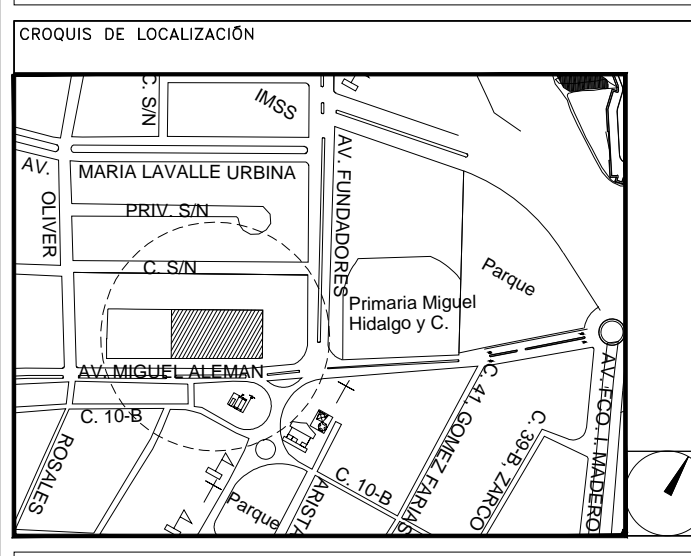 CROQUIS DE LOCALIZACIÓN
C. S/N
IMSS
AV.
OLIVER
MARIA LAVALLE URBINA
AV. FUNDADORES
PRIV. S/N
C. S/N
Parque
Primaria Miguel
Hidalgo y C.
AV. MIGUEL ALEMAN
C. 10-B
ROSALES
Parque
ARISTA
C. 10-B
C. 41, GOMEZ FARIAS
C. 39-B, ZARCO
AV. FCO. I. MADERO